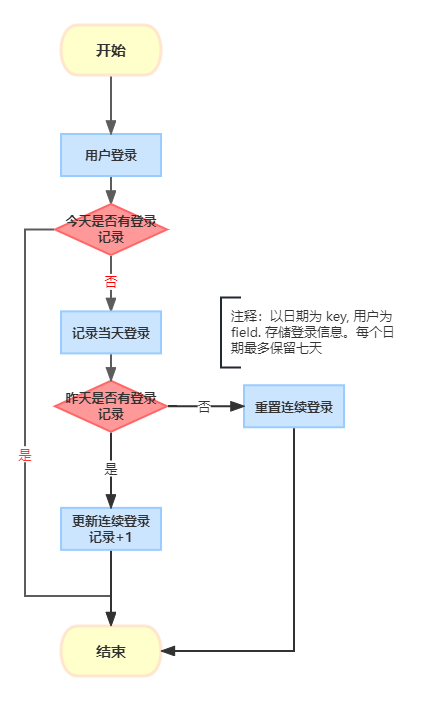 开始
用户登录
今天是否有登录
记录
否
记录当天登录
注释：以日期为 key, 用户为
field. 存储登录信息。每个日
期最多保留七天
昨天是否有登录
记录
否
重置连续登录
是
是
更新连续登录
记录+1
结束